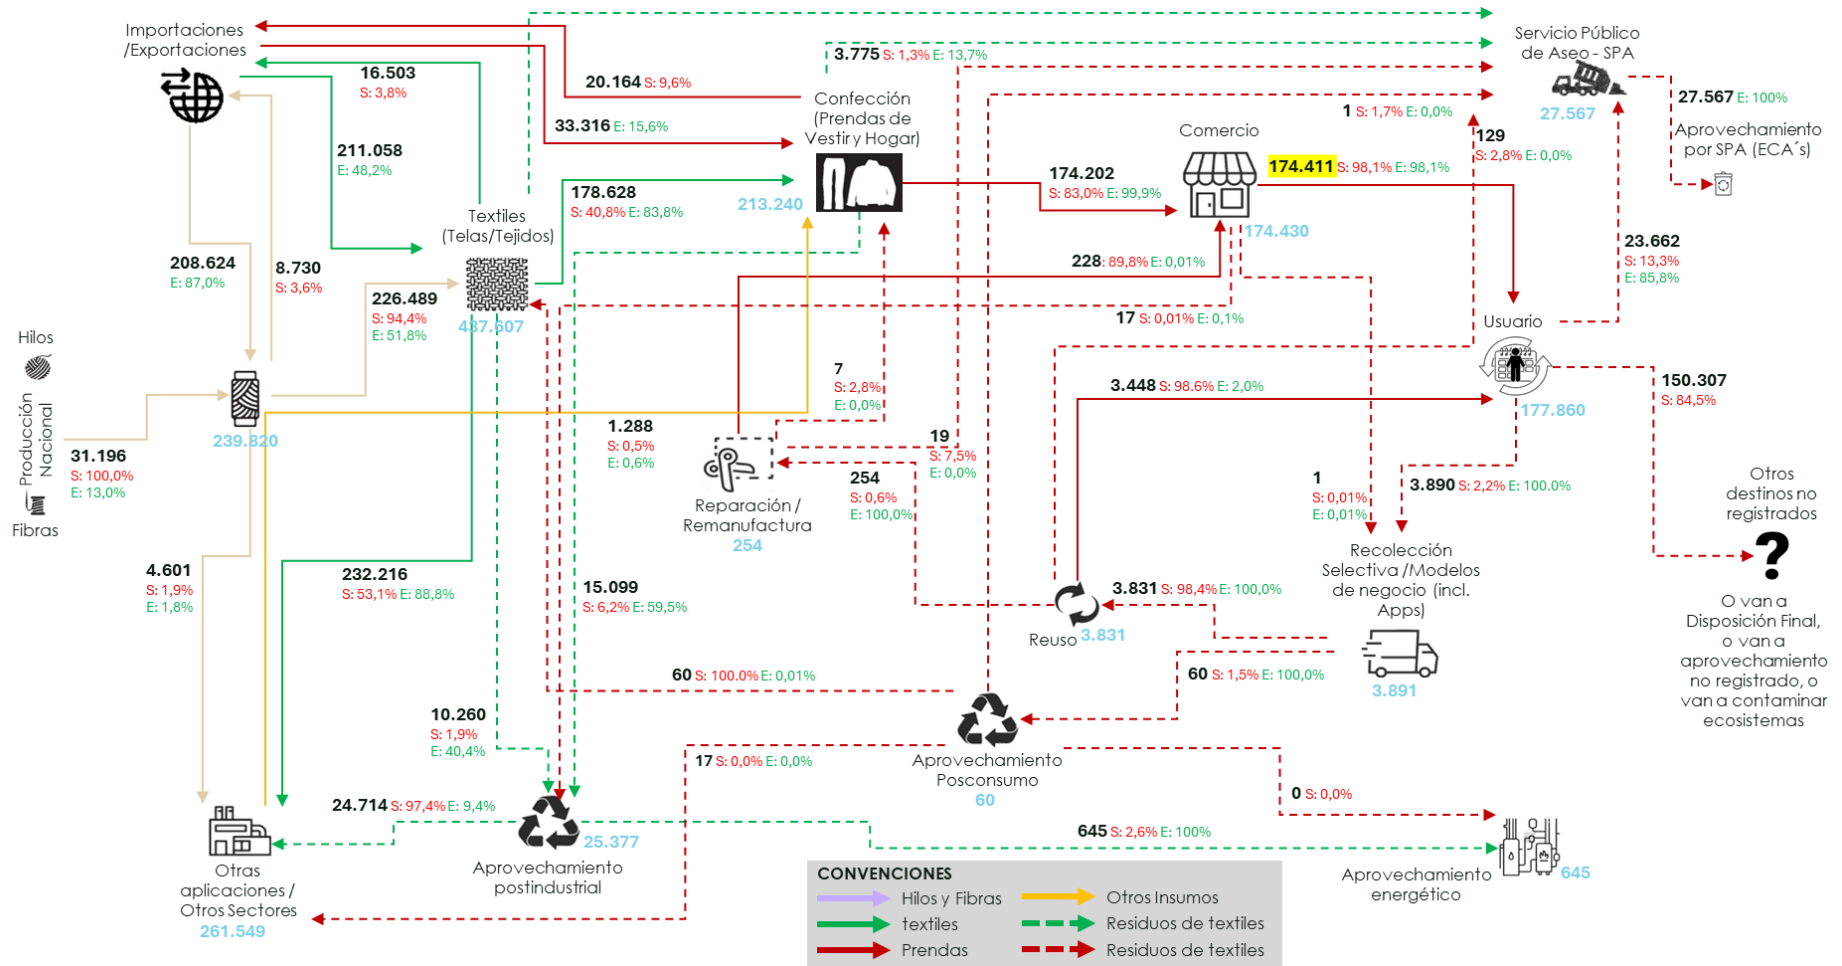 Importaciones
/Exportaciones
16.503
S: 3,8%
20.164 S: 9,6%
33.316 E: 15,6%
211.058
E: 48,2%
3.775 S: 1,3% E: 13,7%
Confección
(Prendas de
Vestir y Hogar)
213.240
178.628
S: 40,8% E: 83,8%
Textiles
(Telas/Tejidos)
437.607
174.202
S: 83,0% E: 99,9%
Comercio
174.430
174.411 S: 98,1% E: 98,1%
1 S: 1,7% E: 0,0%
129
S: 2,8% E: 0,0%
Servicio Público
de Aseo - SPA
27.567
27.567 E: 100%
Aprovechamiento
por SPA (ECA´s)
23.662
S: 13,3%
E: 85,8%
208.624
E: 87,0%
8.730
S: 3,6%
226.489
S: 94,4%
E: 51,8%
228: 89,8% E: 0,01%
17 S: 0,01% E: 0,1%
Usuario
177.860
150.307
S: 84,5%
Hilos
Producción
Nacional
Fibras
31.196
S: 100,0%
E: 13,0%
239.820
7
S: 2,8%
E: 0,0%
3.448 S: 98.6% E: 2,0%
1.288
S: 0,5%
E: 0,6%
19
S: 7,5%
E: 0,0%
254
S: 0,6%
E: 100,0%
Reparación /
Remanufactura
254
1
S: 0,01%
E: 0,01%
3.890 S: 2,2% E: 100.0%
Otros
destinos no
registrados
?
O van a
Disposición Final,
o van a
aprovechamiento
no registrado, o
van a contaminar
ecosistemas
Recolección
Selectiva /Modelos
de negocio (incl.
Apps)
3.891
4.601
S: 1,9%
E: 1,8%
232.216
S: 53,1% E: 88,8%
15.099
S: 6,2% E: 59,5%
3.831 S: 98,4% E: 100,0%
Reuso
3.831
60 S: 100.0% E: 0,01%
60 S: 1,5% E: 100,0%
10.260
S: 1,9%
E: 40,4%
17 S: 0,0% E: 0,0%
Aprovechamiento
Posconsumo
60
0 S: 0,0%
24.714 S: 97,4% E: 9,4%
25.377
Aprovechamiento
postindustrial
645 S: 2,6% E: 100%
Aprovechamiento
energético
645
Otras
aplicaciones /
Otros Sectores
261.549
CONVENCIONES
Hilos y Fibras
Otros Insumos
textiles
Residuos de textiles
Prendas
Residuos de textiles